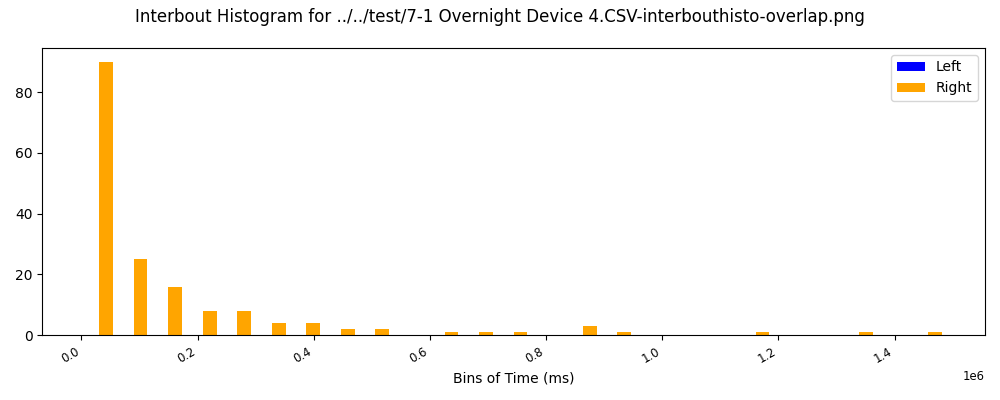 Interbout Histogram for ../../test/7-1 Overnight Device 4.CSV-interbouthisto-overlap.png
Left
Right
80
60
40
20
0
0.0 0.2 0.4 0.6 0.8 1.0 1.2 1.4
1e6
Bins of Time (ms)